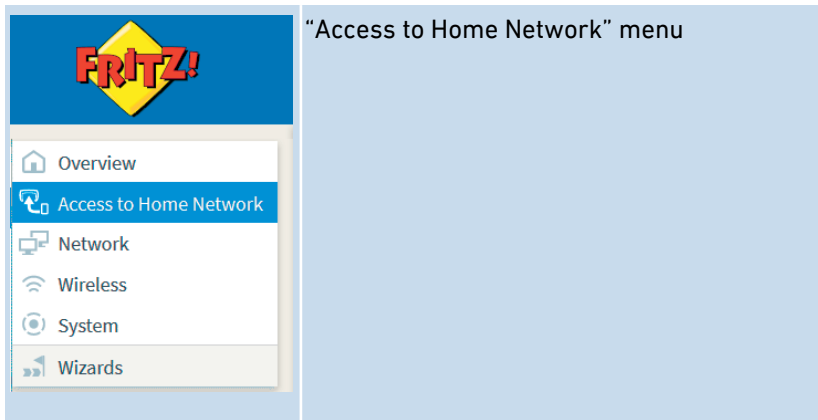 FRITZ!
“Access to Home Network” menu
Overview
Access to Home Network
Network
Wireless
System
Wizards